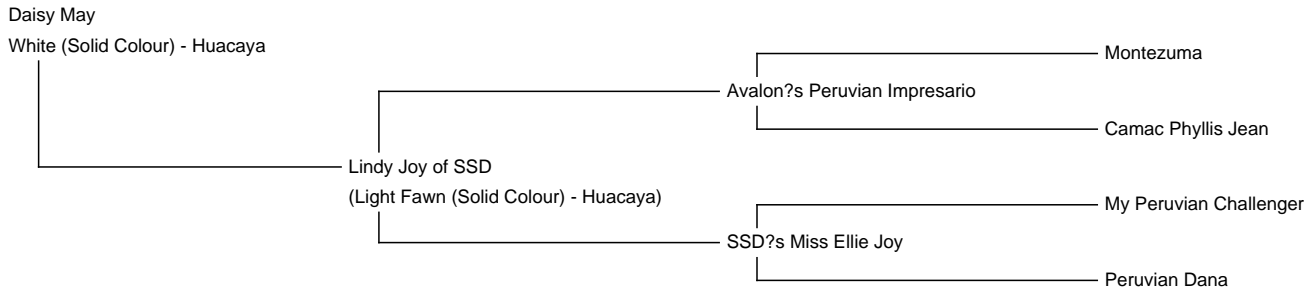 Daisy May
White (Solid Colour) - Huacaya
Montezuma
Avalon?s Peruvian Impresario
Camac Phyllis Jean
Lindy Joy of SSD
(Light Fawn (Solid Colour) - Huacaya)
My Peruvian Challenger
SSD?s Miss Ellie Joy
Peruvian Dana